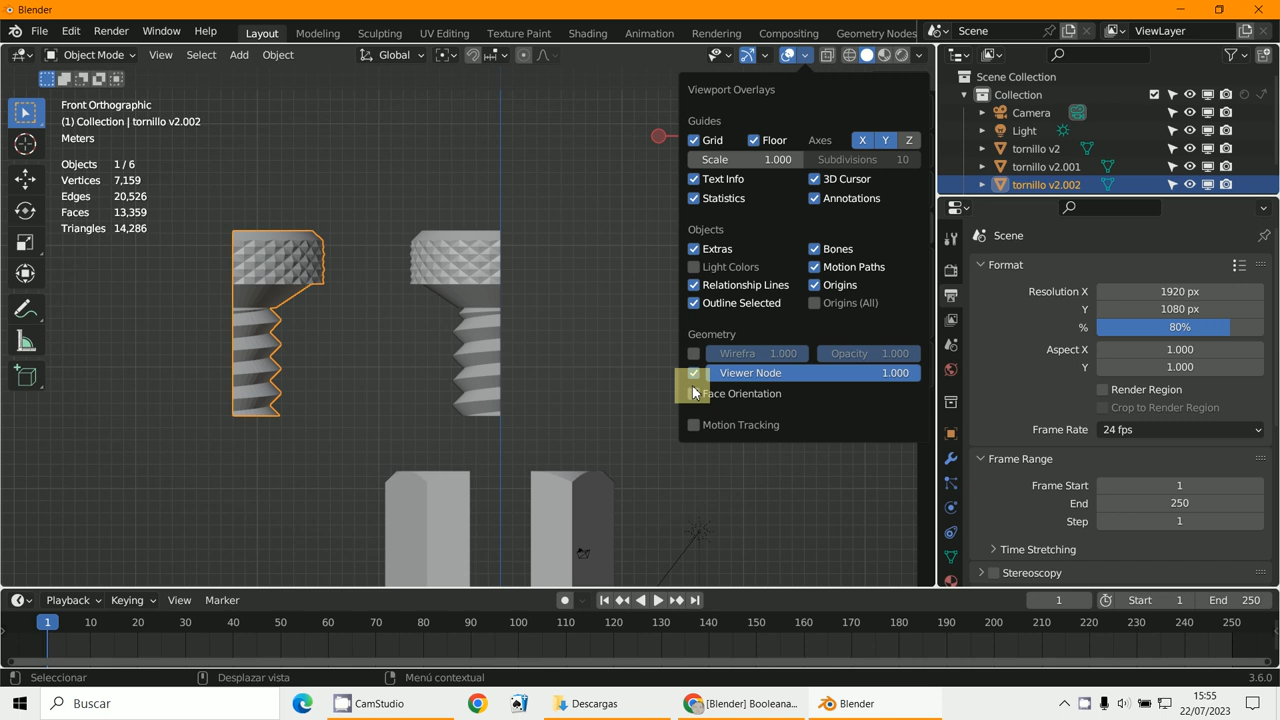 Blender
File Edit Render Window Help Layout Modeling Sculpting UV Editing Texture Paint Shading Animation Rendering Compositing Geometry Nodes Scene ViewLayer
Object Mode View Select Add Object Global
Front Orthographic
(1) Collection | tornillo v2.002
Meters
Objects 1 / 6
Vertices 7,159
Edges 20,526
Faces 13,359
Triangles 14,286
Viewport Overlays
Guides
Grid Floor Axes X Y Z
Scale 1.000 Subdivisions 10
Text Info 3D Cursor
Statistics Annotations
Objects
Extras Bones
Light Colors Motion Paths
Relationship Lines Origins
Outline Selected Origins (All)
Geometry
Wirefra 1.000 Opacity 1.000
Viewer Node 1.000
Face Orientation
Motion Tracking
Scene Collection
Collection
Camera
Light
tornillo v2
tornillo v2.001
tornillo v2.002
Scene
Format
Resolution X 1920 px
Y 1080 px
% 80%
Aspect X 1.000
Y 1.000
Render Region
Crop to Render Region
Frame Rate 24 fps
Frame Range
Frame Start 1
End 250
Step 1
Time Stretching
Stereoscopy
Playback Keying View Marker 1 Start 1 End 250
1 10 20 30 40 50 60 70 80 90 100 110 120 130 140 150 160 170 180 190 200 210 220 230 240 250
Seleccionar Desplazar vista Menú contextual 3.6.0
Buscar CamStudio Descargas [Blender] Booleana... Blender
15:55
22/07/2023